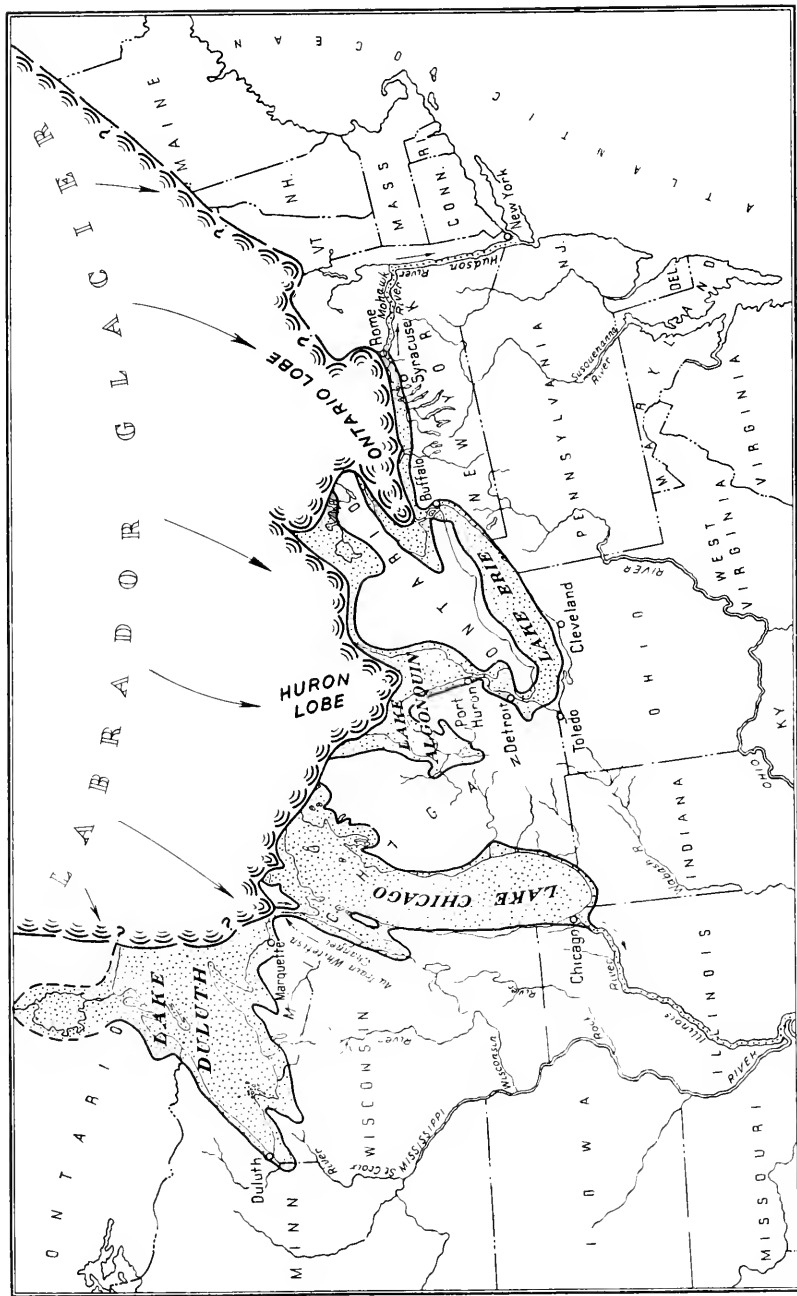 LABRADOR GLACIER
ONTARIO
LAKE
DULUTH
Duluth
Marquette
MINN
WISCONSIN
Au Train Whitefish
Channel
HURON
LOBE
LAKE CHICAGO
MICHIGAN
LAKE
ALGONQUIN
Port
Huron
Detroit
ONTARIO
ONTARIO LOBE
LAKE ERIE
Buffalo
Syracuse
Rome
Mohawk
River
NEW YORK
Hudson
River
New York
MAINE
VT
N.H.
MASS
CONN.
R.I.
ATLANTIC OCEAN
N.J.
DEL.
MARYLAND
PENNSYLVANIA
Susquehanna
River
WEST
VIRGINIA
VIRGINIA
OHIO
Cleveland
Toledo
OHIO
RIVER
KY
INDIANA
Wabash R.
Chicago
Illinois
River
ILLINOIS
River
Wisconsin
River
St Croix
River
MISSISSIPPI
RIVER
IOWA
MISSOURI
?
?
?
?
?